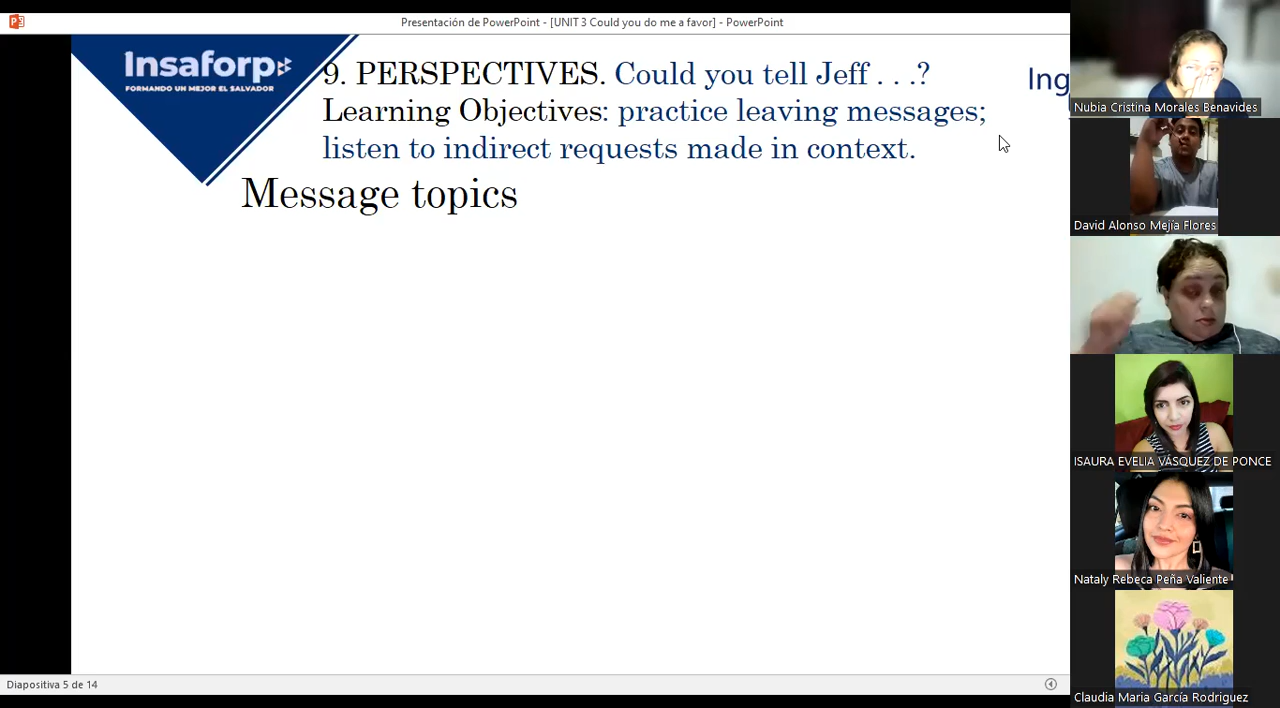 Presentación de PowerPoint - [UNIT 3 Could you do me a favor] - PowerPoint
Insaforp
FORMANDO UN MEJOR EL SALVADOR
9. PERSPECTIVES. Could you tell Jeff . . .?
Learning Objectives: practice leaving messages;
listen to indirect requests made in context.
Ing
Message topics
Diapositiva 5 de 14
Nubia Cristina Morales Benavides
David Alonso Mejía Flores
ISAURA EVELIA VÁSQUEZ DE PONCE
Nataly Rebeca Peña Valiente
Claudia Maria García Rodriguez